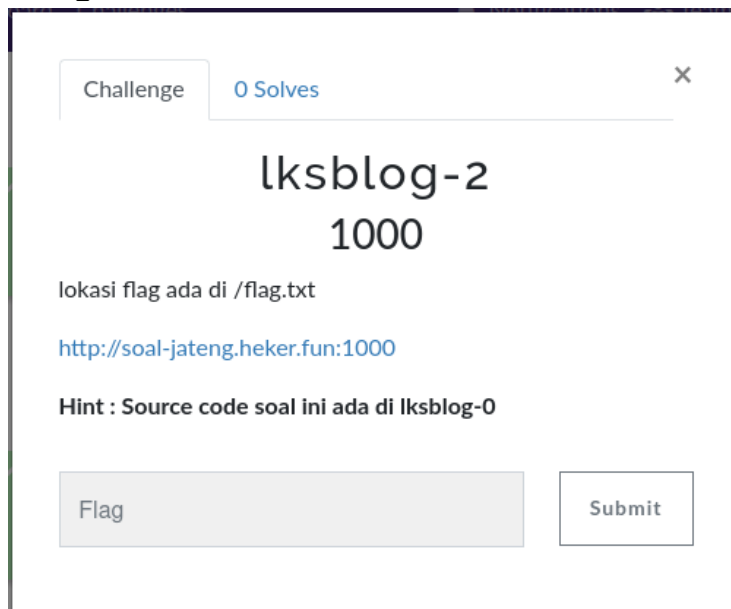 Challenge
0 Solves
×
lksblog-2
1000
lokasi flag ada di /flag.txt
http://soal-jateng.heker.fun:1000
Hint : Source code soal ini ada di lksblog-0
Flag
Submit